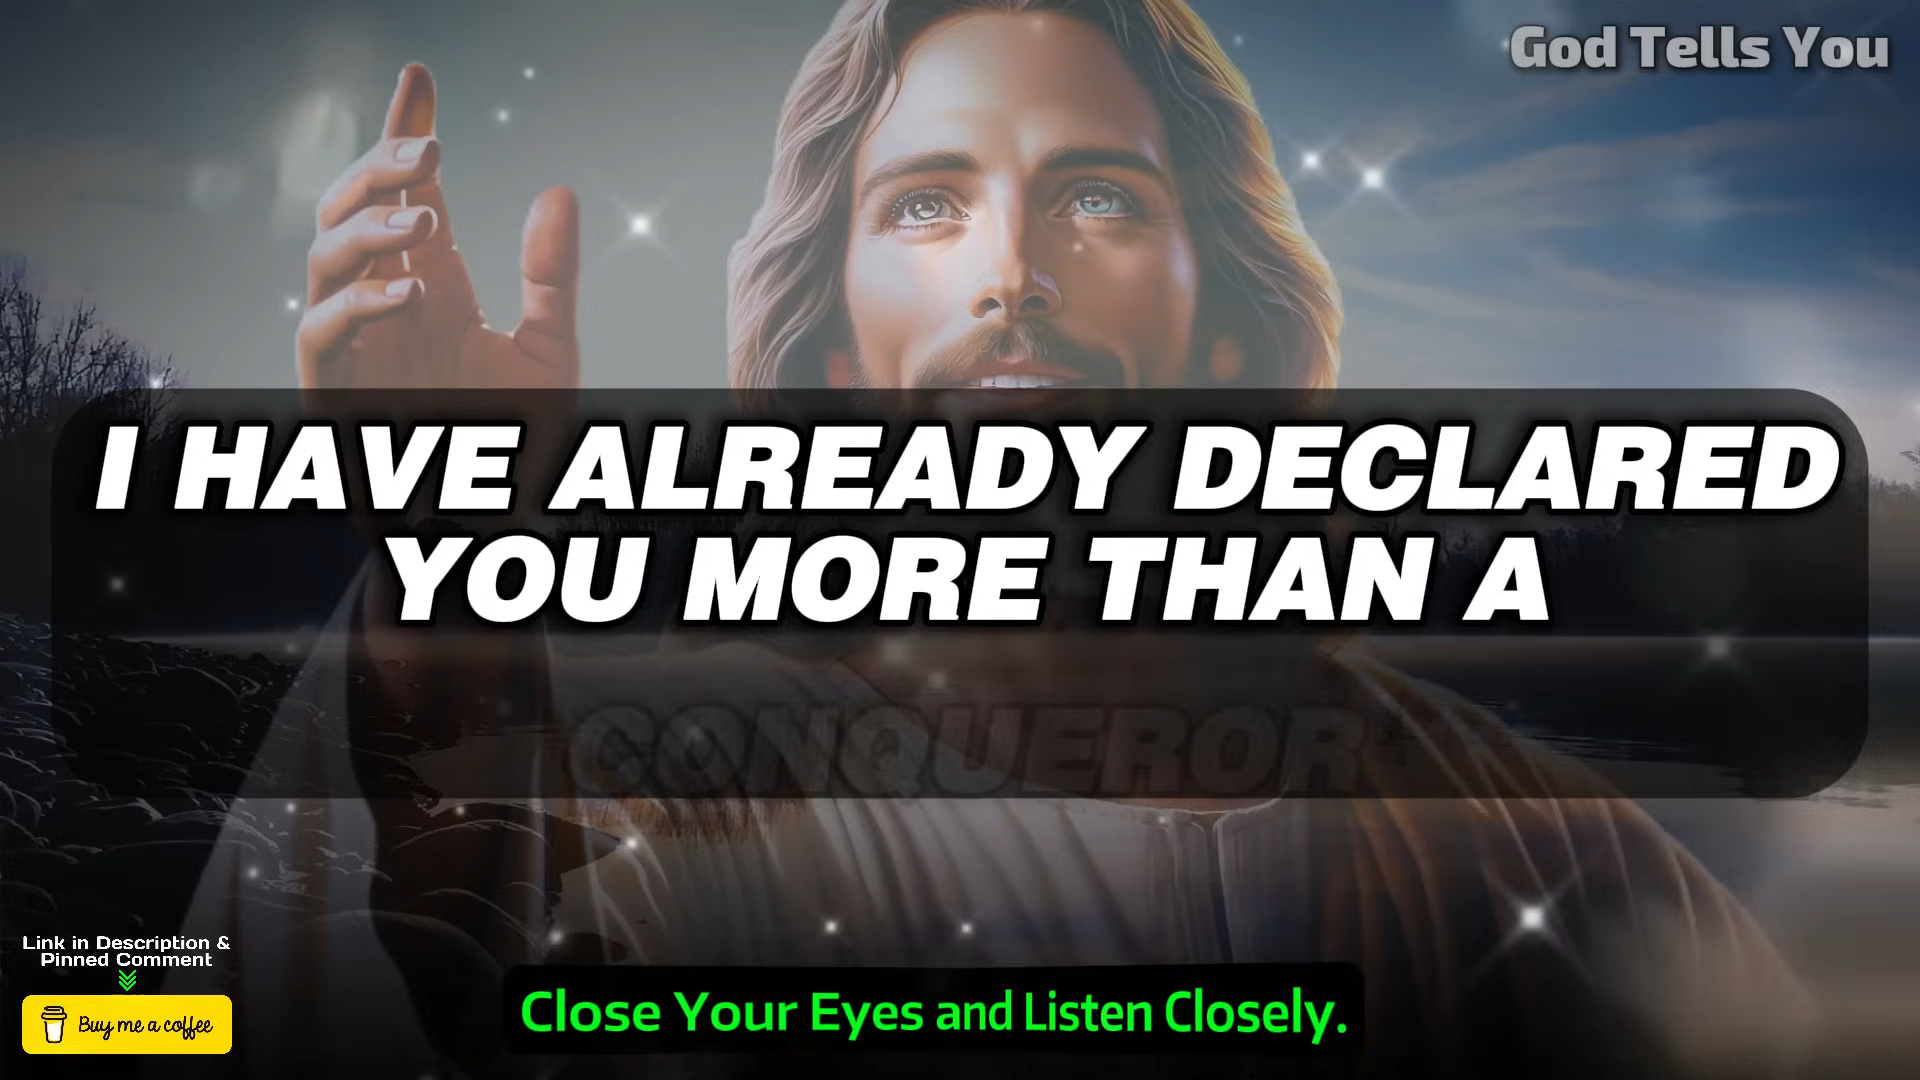 God Tells You
I HAVE ALREADY DECLARED
YOU MORE THAN A
CONQUEROR
Link in Description &
Pinned Comment
Buy me a coffee
Close Your Eyes and Listen Closely.